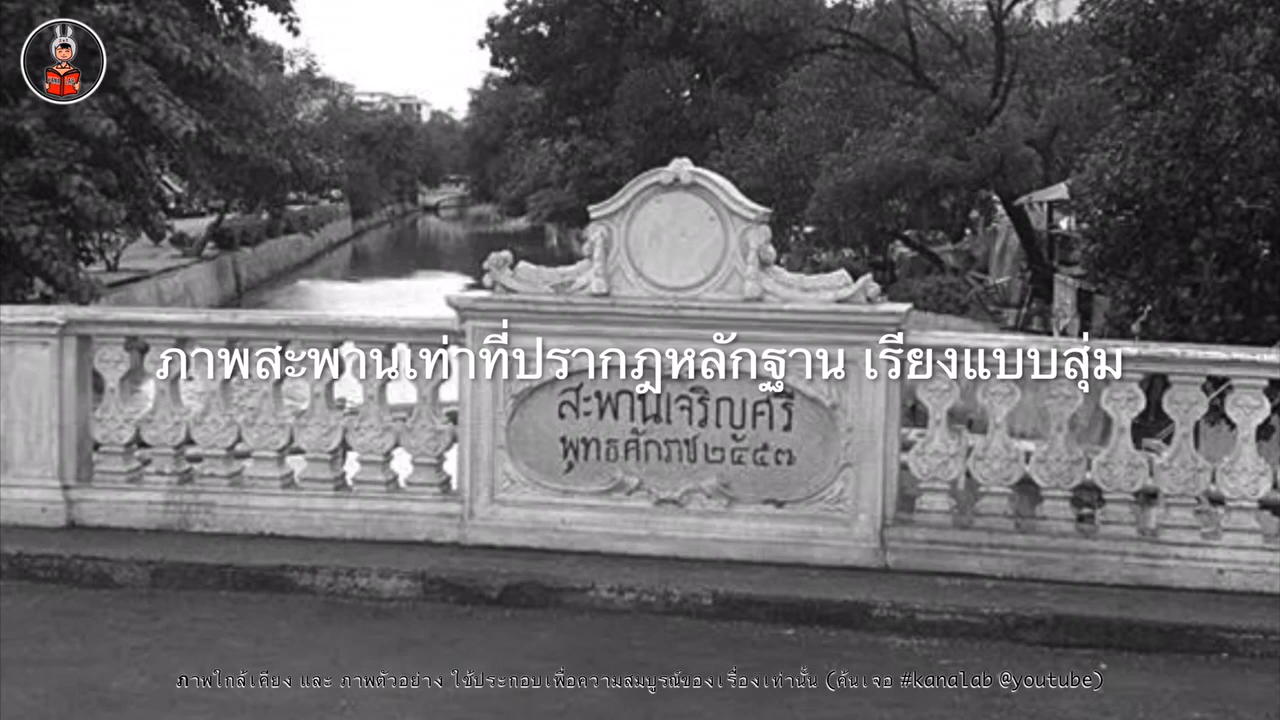 ภาพสะพานเท่าที่ปรากฎหลักฐาน เรียงแบบสุ่ม
สะพานเจริญศรี
พุทธศักราช๒๔๕๗
ภาพใกล้เคียง และ ภาพตัวอย่าง ใช้ประกอบเพื่อความสมบูรณ์ของเรื่องเท่านั้น (ค้นเจอ #kanalab @youtube)